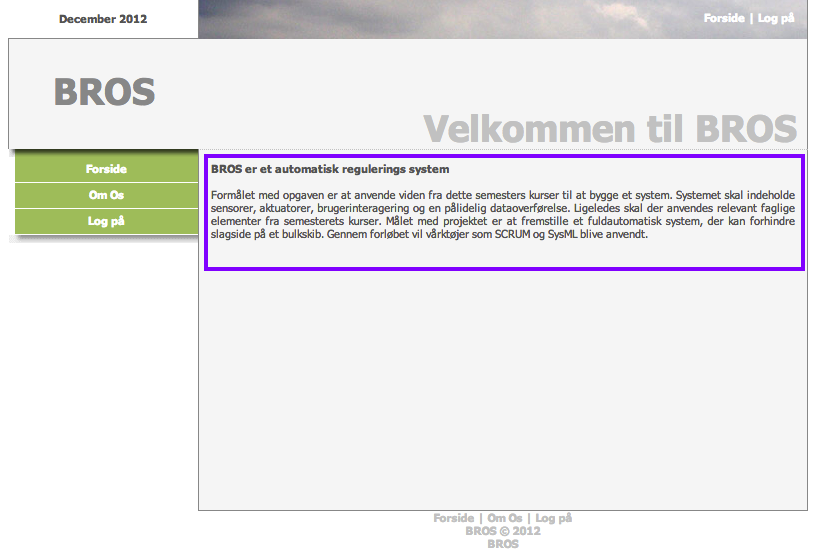 December 2012
Forside | Log på
BROS
Velkommen til BROS
Forside
Om Os
Log på
BROS er et automatisk regulerings system
Formålet med opgaven er at anvende viden fra dette semesters kurser til at bygge et system. Systemet skal indeholde
sensorer, aktuatorer, brugerinteragering og en pålidelig dataoverførelse. Ligeledes skal der anvendes relevant faglige
elementer fra semesterets kurser. Målet med projektet er at fremstille et fuldautomatisk system, der kan forhindre
slagside på et bulkskib. Gennem forløbet vil vårktøjer som SCRUM og SysML blive anvendt.
Forside | Om Os | Log på
BROS © 2012
BROS